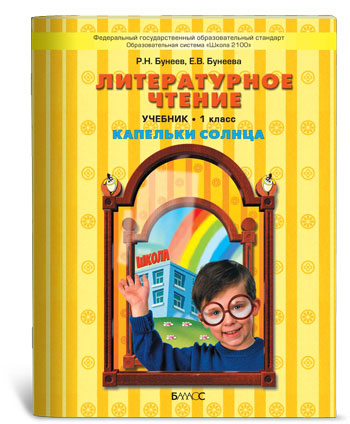 Федеральный государственный образовательный стандарт
Образовательная система «Школа 2100»
Р.Н. Бунеев, Е.В. Бунеева
ЛИТЕРАТУРНОЕ
ЧТЕНИЕ
УЧЕБНИК • 1 класс
КАПЕЛЬКИ СОЛНЦА
ШКОЛА
БАЛАСС